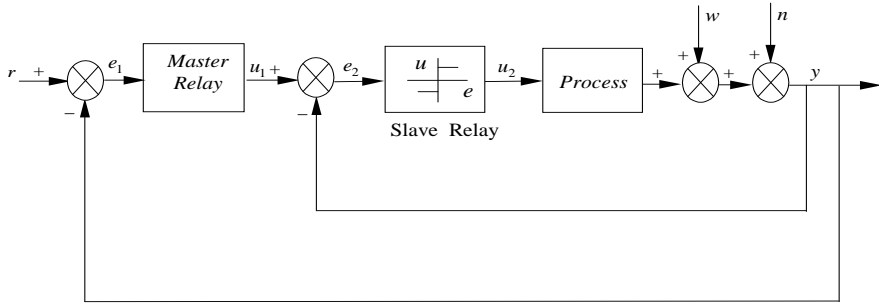 w
n
r
+
−
e1
Master
Relay
u1
+
−
e2
u
e
Slave Relay
u2
Process
+
+
+
+
y